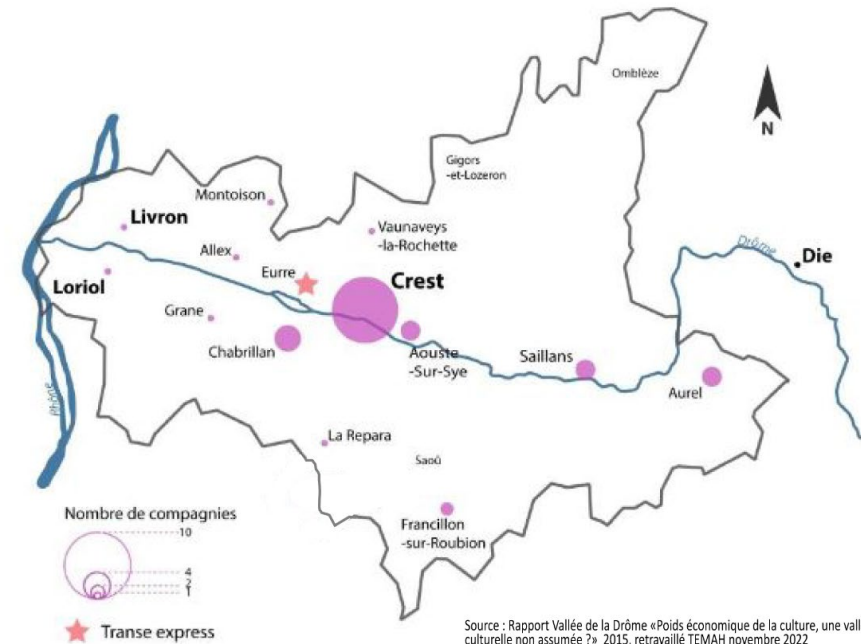 Omblèze
N
Gigors
-et-Lozeron
Montoison
Livron
Vaunaveys
-la-Rochette
Allex
Drôme
Die
Eurre
Crest
Loriol
Grane
Chabrillan
Aouste
-Sur-Sye
Saillans
Aurel
Rhône
La Repara
Saoû
Francillon
-sur-Roubion
Nombre de compagnies
10
4
2
1
Transe express
Source : Rapport Vallée de la Drôme «Poids économique de la culture, une vall
culturelle non assumée ?» 2015, retravaillé TEMAH novembre 2022